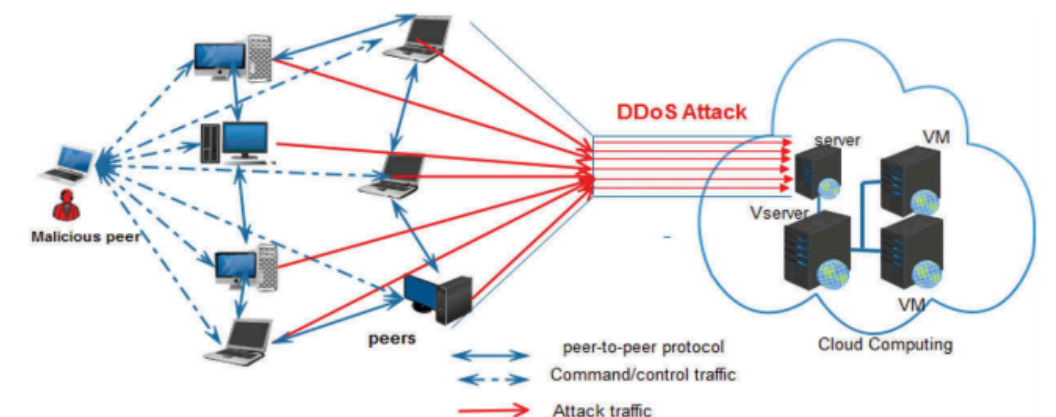 DDoS Attack
server
VM
Vserver
Malicious peer
VM
peers
Cloud Computing
peer-to-peer protocol
Command/control traffic
Attack traffic